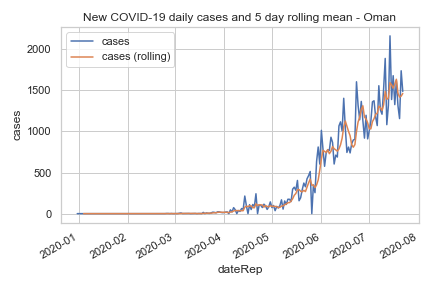 New COVID-19 daily cases and 5 day rolling mean - Oman
cases
cases (rolling)
cases
2000
1500
1000
500
0
2020-01
2020-02
2020-03
2020-04
2020-05
2020-06
2020-07
2020-08
dateRep